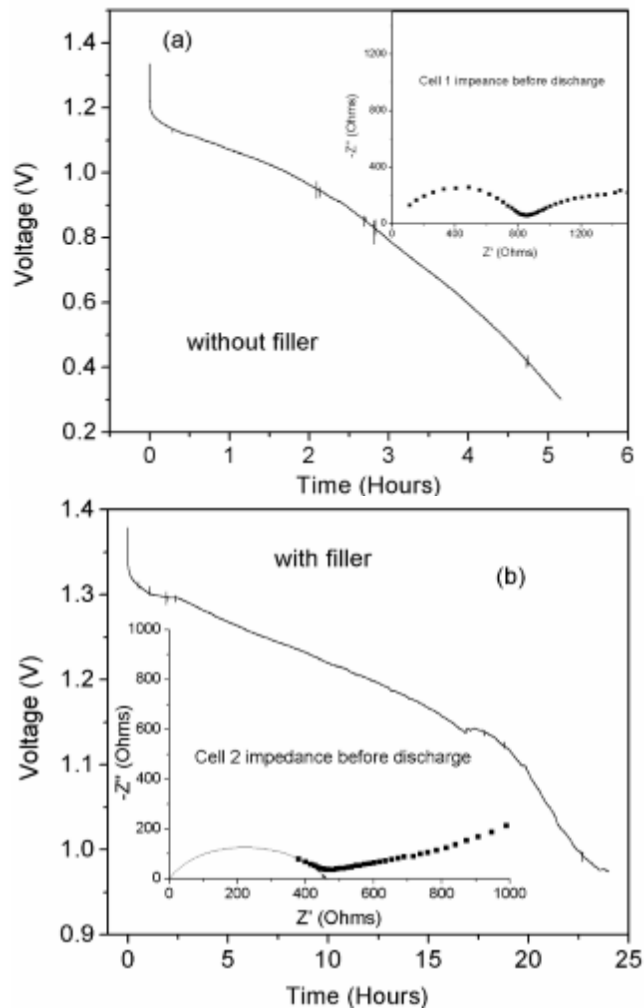 (a)
1.4
1.2
1.0
0.8
0.6
0.4
0.2
Voltage (V)
without filler
0 1 2 3 4 5 6
Time (Hours)
Cell 1 impeance before discharge
1200
800
400
0
-Z" (Ohms)
0 400 800 1200
Z' (Ohms)
with filler
(b)
1.4
1.3
1.2
1.1
1.0
0.9
Voltage (V)
0 5 10 15 20 25
Time (Hours)
Cell 2 impedance before discharge
1000
800
600
400
200
0
-Z" (Ohms)
0 200 400 600 800 1000
Z' (Ohms)